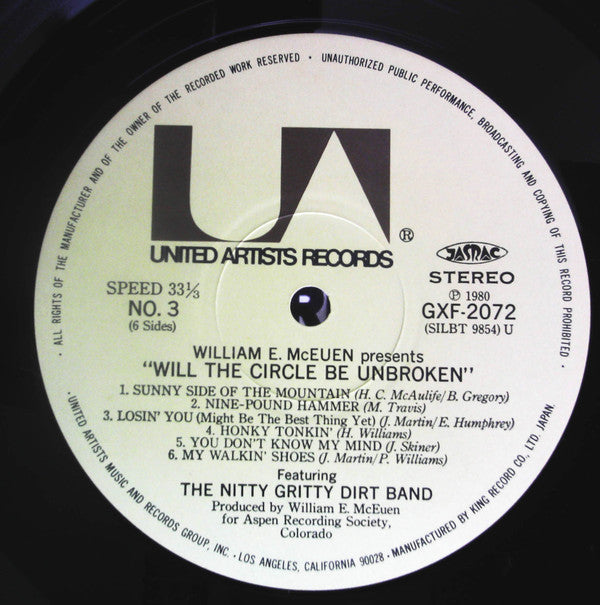 · ALL RIGHTS OF THE MANUFACTURER AND OF THE OWNER OF THE RECORDED WORK RESERVED · UNAUTHORIZED PUBLIC PERFORMANCE, BROADCASTING AND COPYING OF THIS RECORD PROHIBITED ·
UA
®
UNITED ARTISTS RECORDS
JASRAC
STEREO
SPEED 33⅓
NO. 3
(6 Sides)
Ⓟ 1980
GXF-2072
(SILBT 9854) U
WILLIAM E. McEUEN presents
"WILL THE CIRCLE BE UNBROKEN"
1. SUNNY SIDE OF THE MOUNTAIN (H. C. McAulife/B. Gregory)
2. NINE-POUND HAMMER (M. Travis)
3. LOSIN' YOU (Might Be The Best Thing Yet) (J. Martin/E. Humphrey)
4. HONKY TONKIN' (H. Williams)
5. YOU DON'T KNOW MY MIND (J. Skiner)
6. MY WALKIN' SHOES (J. Martin/P. Williams)
Featuring
THE NITTY GRITTY DIRT BAND
Produced by William E. McEuen
for Aspen Recording Society,
Colorado
· UNITED ARTISTS MUSIC AND RECORDS GROUP, INC. · LOS ANGELES, CALIFORNIA 90028 · MANUFACTURED BY KING RECORD CO., LTD. JAPAN.